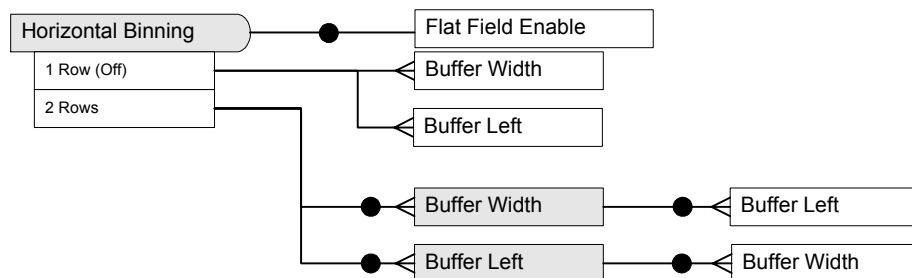 Horizontal Binning
Flat Field Enable
1 Row (Off)
Buffer Width
2 Rows
Buffer Left
Buffer Width
Buffer Left
Buffer Left
Buffer Width